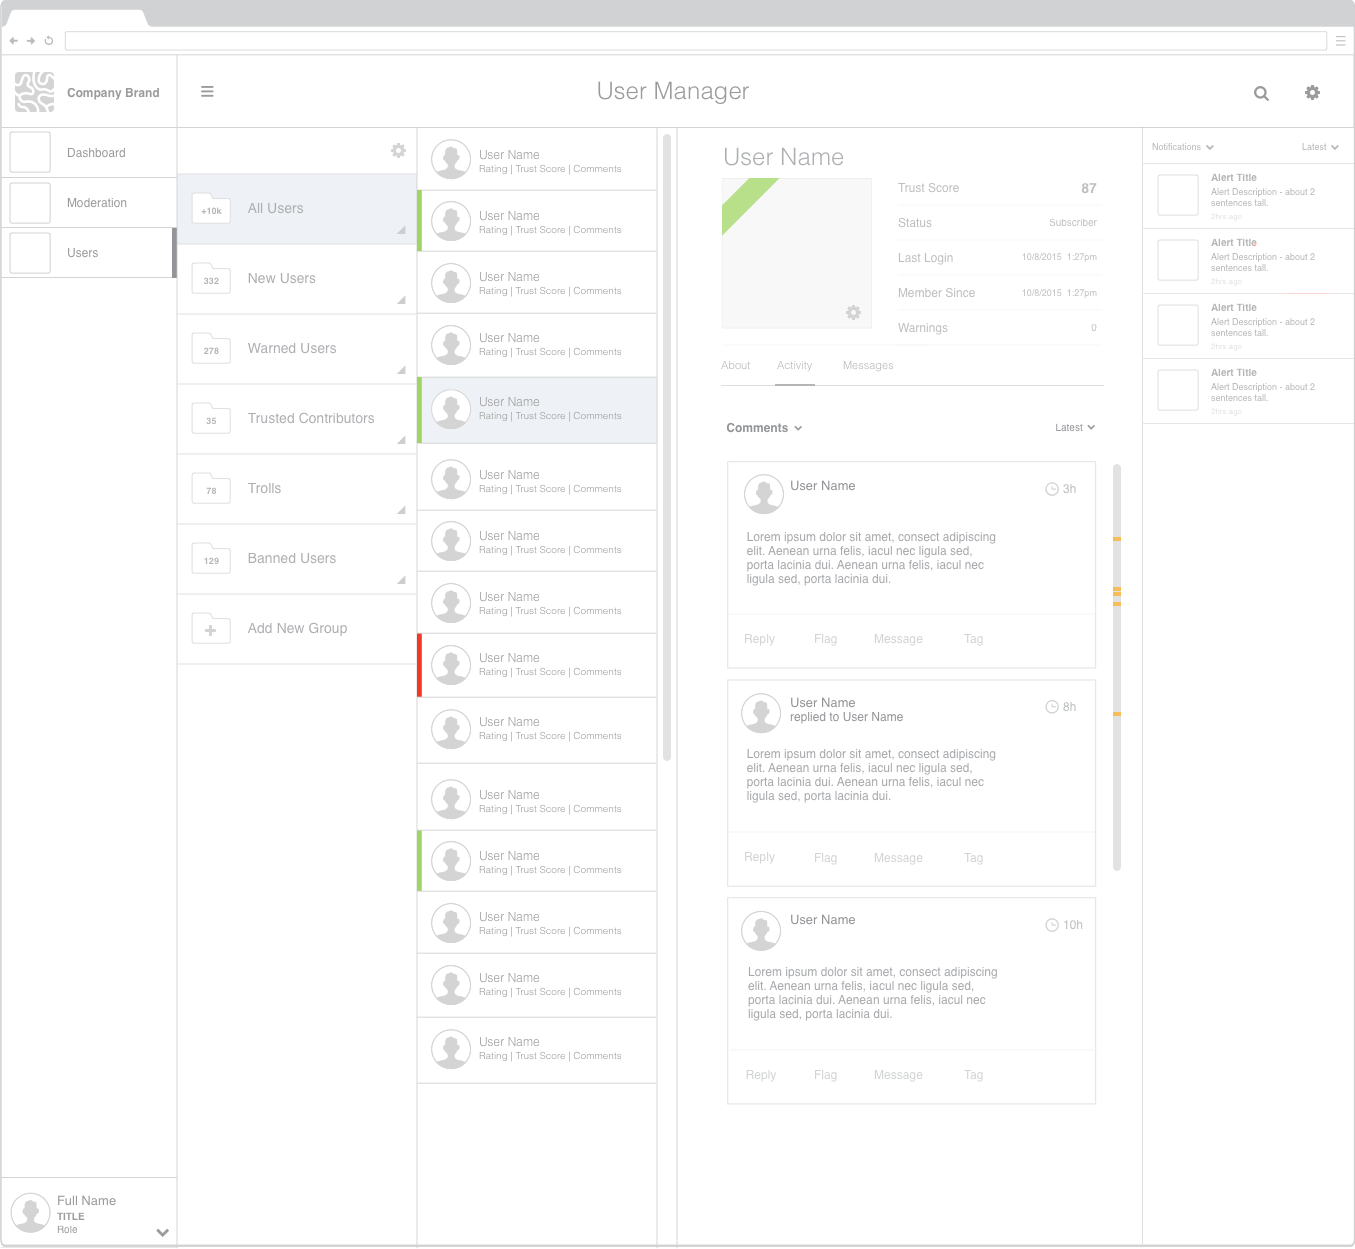 Company Brand
User Manager
Dashboard
Moderation
Users
+10k
All Users
332
New Users
278
Warned Users
35
Trusted Contributors
78
Trolls
129
Banned Users
Add New Group
User Name
Rating | Trust Score | Comments
User Name
Rating | Trust Score | Comments
User Name
Rating | Trust Score | Comments
User Name
Rating | Trust Score | Comments
User Name
Rating | Trust Score | Comments
User Name
Rating | Trust Score | Comments
User Name
Rating | Trust Score | Comments
User Name
Rating | Trust Score | Comments
User Name
Rating | Trust Score | Comments
User Name
Rating | Trust Score | Comments
User Name
Rating | Trust Score | Comments
User Name
Rating | Trust Score | Comments
User Name
Rating | Trust Score | Comments
User Name
Rating | Trust Score | Comments
User Name
Rating | Trust Score | Comments
User Name
Trust Score 87
Status Subscriber
Last Login 10/8/2015 1:27pm
Member Since 10/8/2015 1:27pm
Warnings 0
About Activity Messages
Comments Latest
User Name 3h
Lorem ipsum dolor sit amet, consect adipiscing
elit. Aenean urna felis, iacul nec ligula sed,
porta lacinia dui. Aenean urna felis, iacul nec
ligula sed, porta lacinia dui.
Reply Flag Message Tag
User Name 8h
replied to User Name
Lorem ipsum dolor sit amet, consect adipiscing
elit. Aenean urna felis, iacul nec ligula sed,
porta lacinia dui. Aenean urna felis, iacul nec
ligula sed, porta lacinia dui.
Reply Flag Message Tag
User Name 10h
Lorem ipsum dolor sit amet, consect adipiscing
elit. Aenean urna felis, iacul nec ligula sed,
porta lacinia dui. Aenean urna felis, iacul nec
ligula sed, porta lacinia dui.
Reply Flag Message Tag
Notifications Latest
Alert Title
Alert Description - about 2
sentences tall.
2hrs ago
Alert Title
Alert Description - about 2
sentences tall.
2hrs ago
Alert Title
Alert Description - about 2
sentences tall.
2hrs ago
Alert Title
Alert Description - about 2
sentences tall.
2hrs ago
Full Name
TITLE
Role